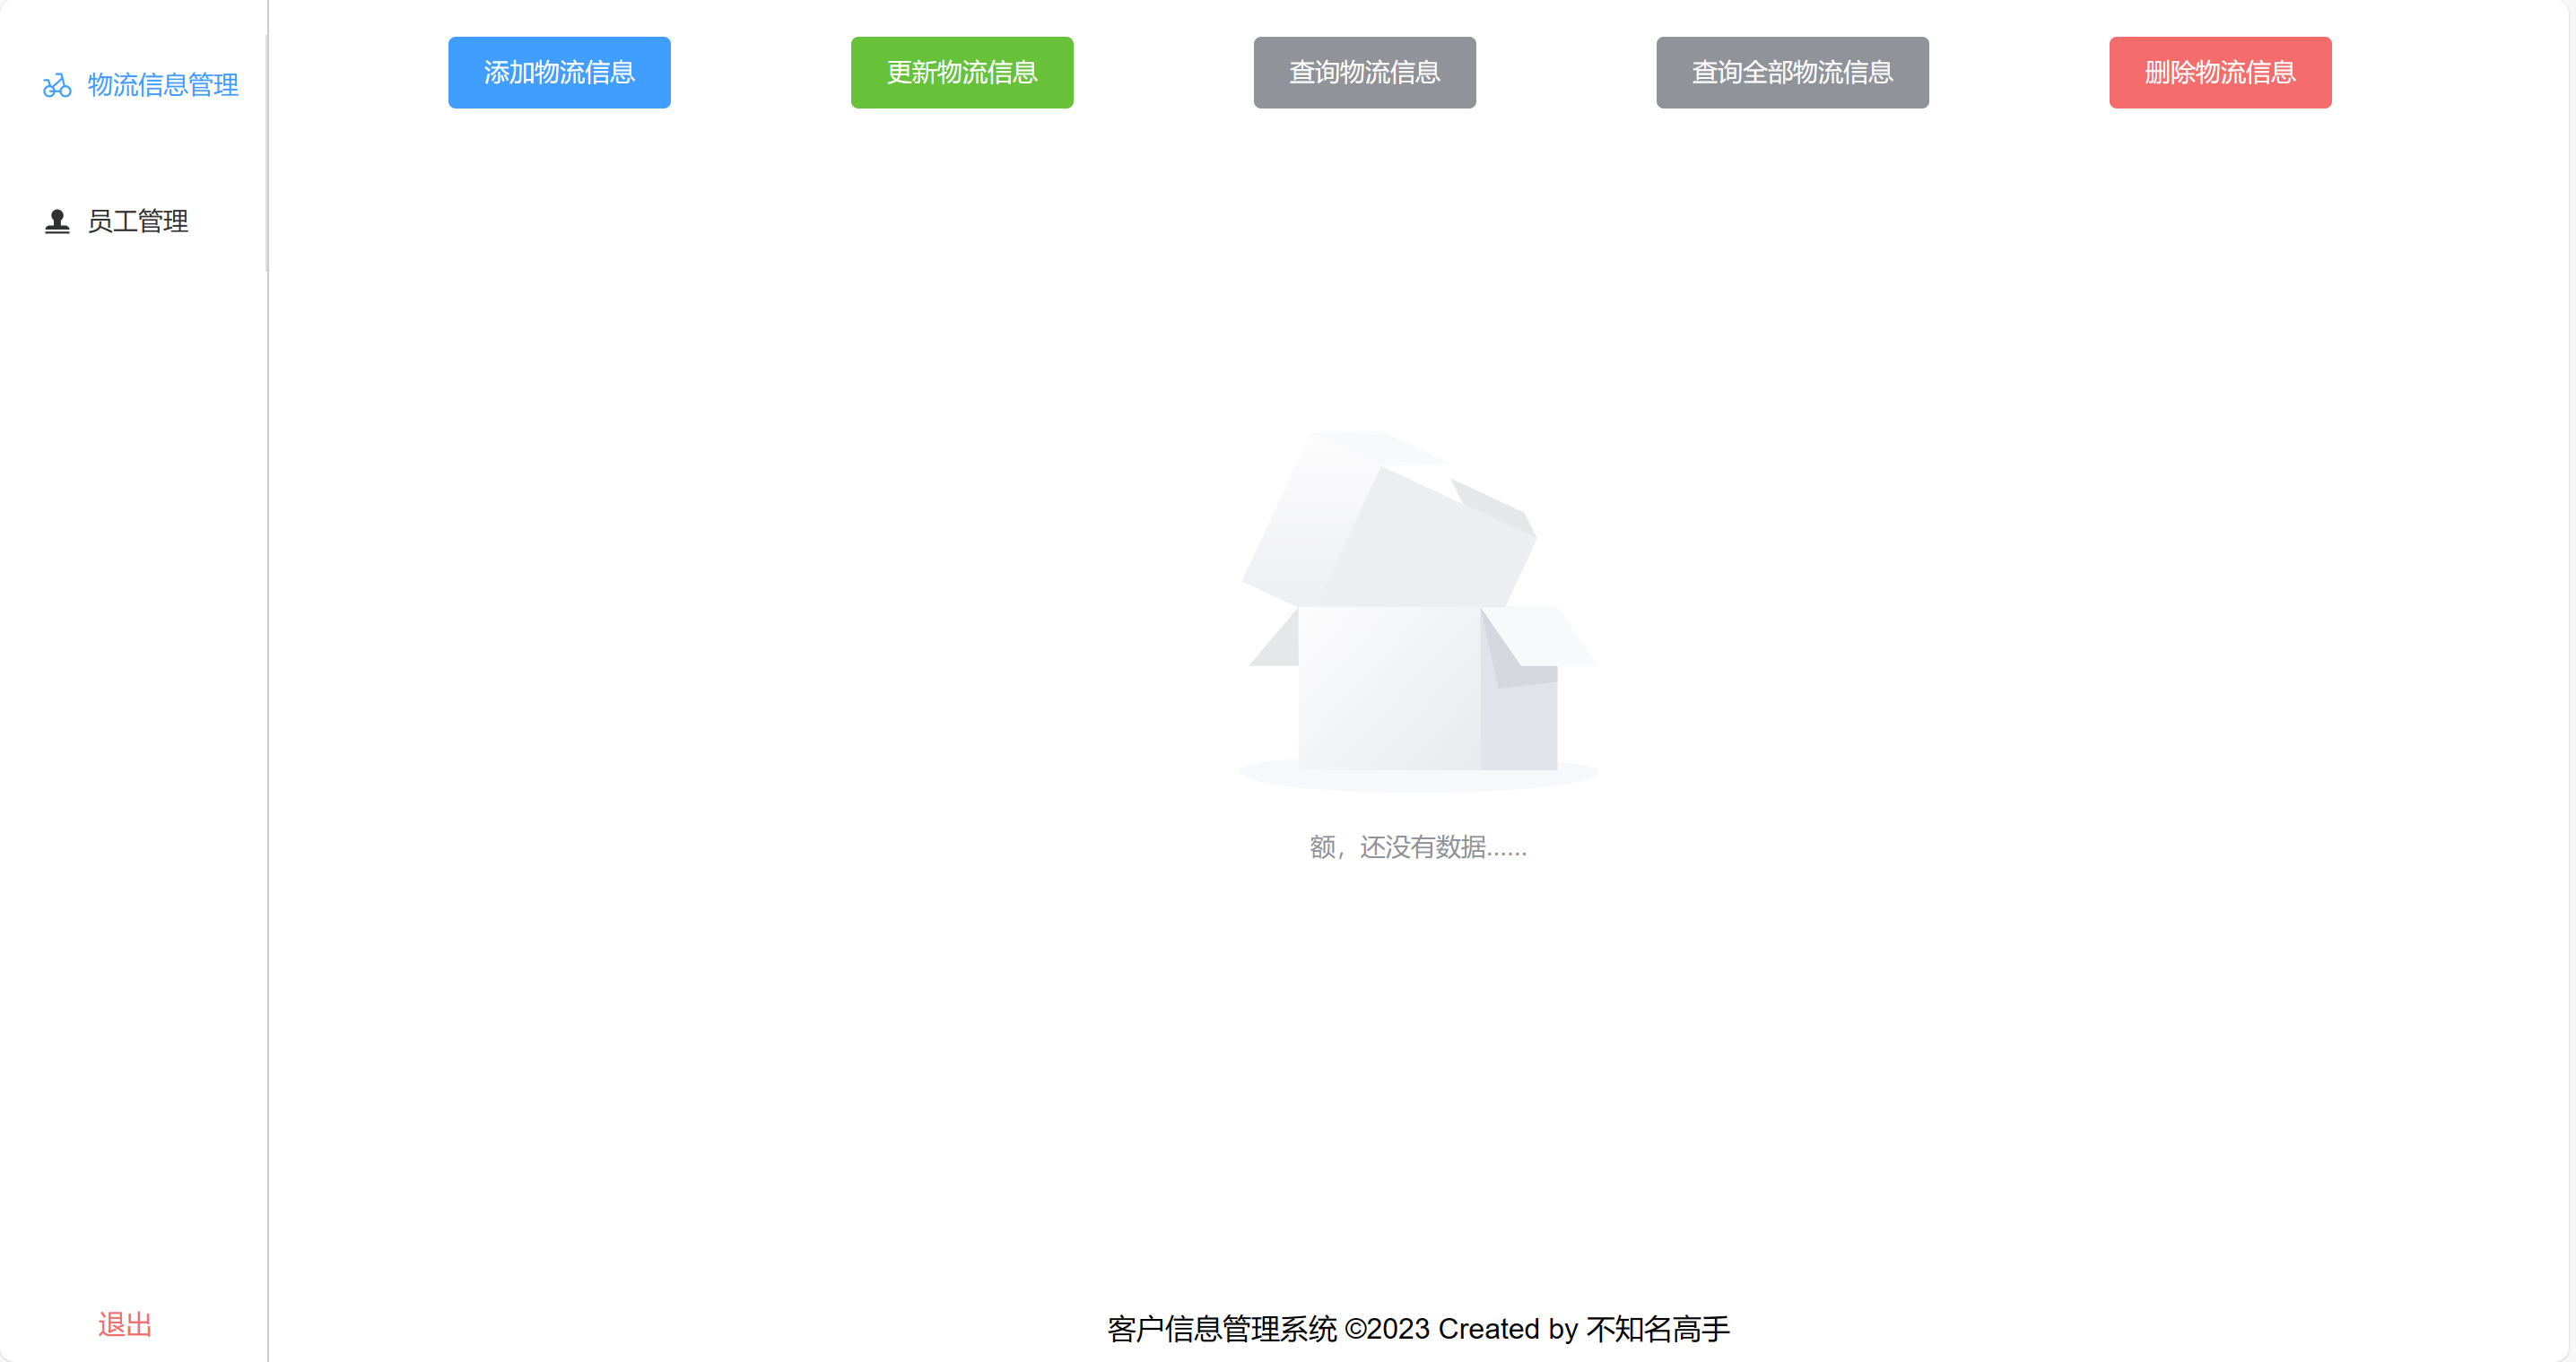 物流信息管理
员工管理
退出
添加物流信息
更新物流信息
查询物流信息
查询全部物流信息
删除物流信息
额，还没有数据......
客户信息管理系统 ©2023 Created by 不知名高手